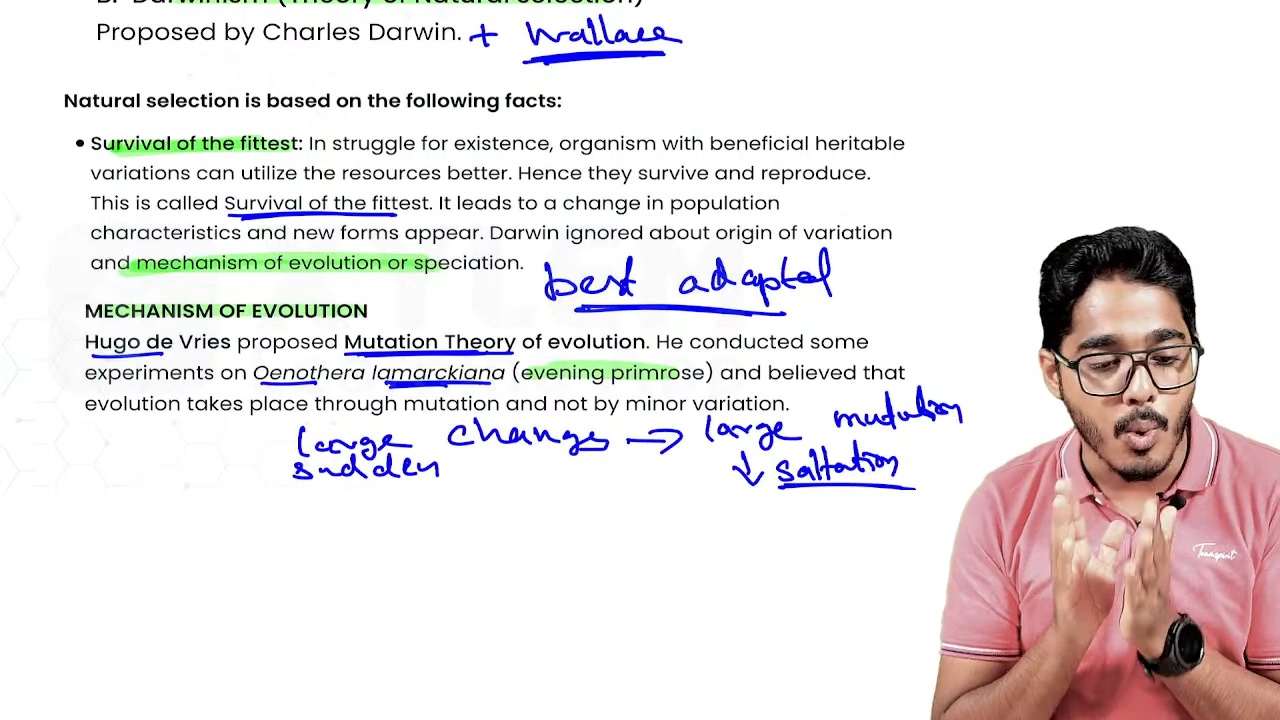 B. Darwinism (Theory of Natural selection)
Proposed by Charles Darwin. + Wallace
Natural selection is based on the following facts:
• Survival of the fittest: In struggle for existence, organism with beneficial heritable
variations can utilize the resources better. Hence they survive and reproduce.
This is called Survival of the fittest. It leads to a change in population
characteristics and new forms appear. Darwin ignored about origin of variation
and mechanism of evolution or speciation.
best adapted
MECHANISM OF EVOLUTION
Hugo de Vries proposed Mutation Theory of evolution. He conducted some
experiments on Oenothera lamarckiana (evening primrose) and believed that
evolution takes place through mutation and not by minor variation.
large changes → large mutation
sudden ↓ saltation